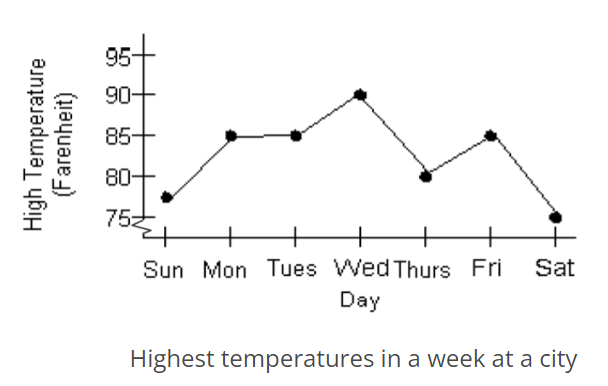 High Temperature
(Farenheit)
95
90
85
80
75
Sun Mon Tues Wed Thurs Fri Sat
Day
Highest temperatures in a week at a city